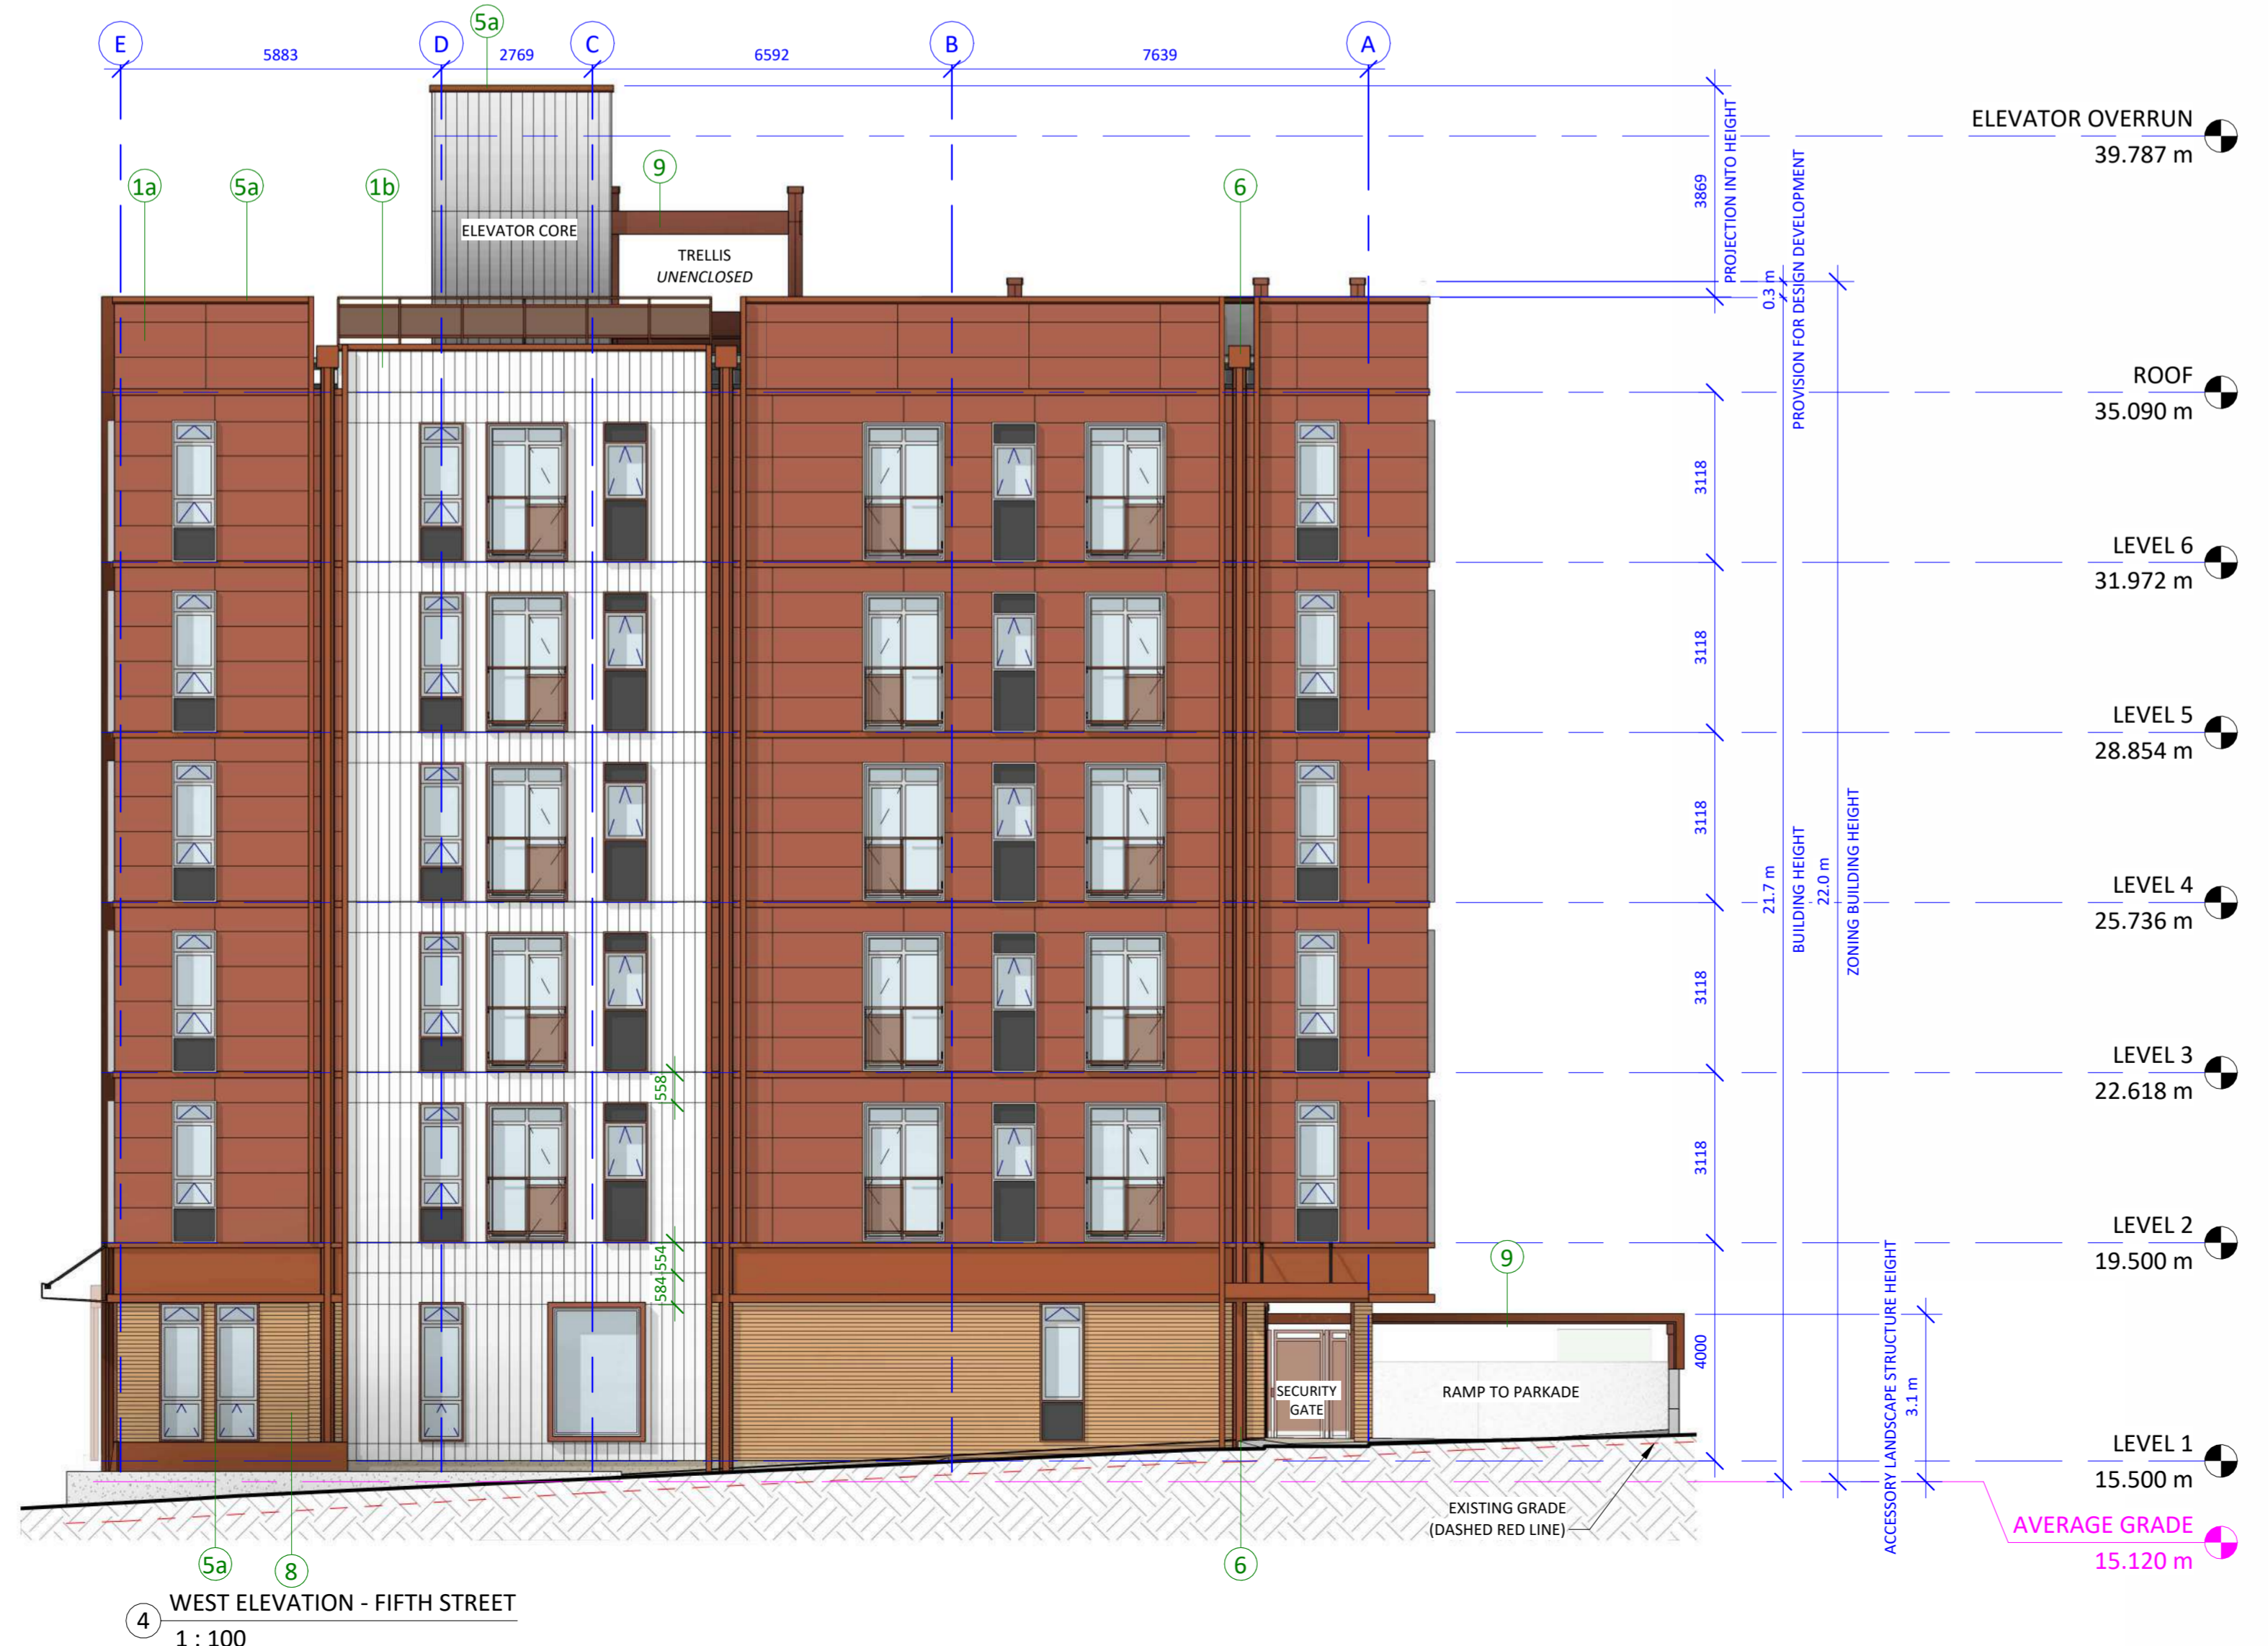 5a
E
D
C
B
A
5883
2769
6592
7639
ELEVATOR OVERRUN
39.787 m
1a
5a
1b
9
6
3869
PROJECTION INTO HEIGHT
0.3 m
PROVISION FOR DESIGN DEVELOPMENT
ELEVATOR CORE
TRELLIS
UNENCLOSED
ROOF
35.090 m
3118
LEVEL 6
31.972 m
3118
LEVEL 5
28.854 m
3118
21.7 m
BUILDING HEIGHT
22.0 m
ZONING BUILDING HEIGHT
LEVEL 4
25.736 m
3118
LEVEL 3
22.618 m
558
3118
LEVEL 2
19.500 m
554
584
9
4000
ACCESSORY LANDSCAPE STRUCTURE HEIGHT
3.1 m
SECURITY
GATE
RAMP TO PARKADE
LEVEL 1
15.500 m
EXISTING GRADE
(DASHED RED LINE)
AVERAGE GRADE
15.120 m
5a
8
6
4
WEST ELEVATION - FIFTH STREET
1 : 100